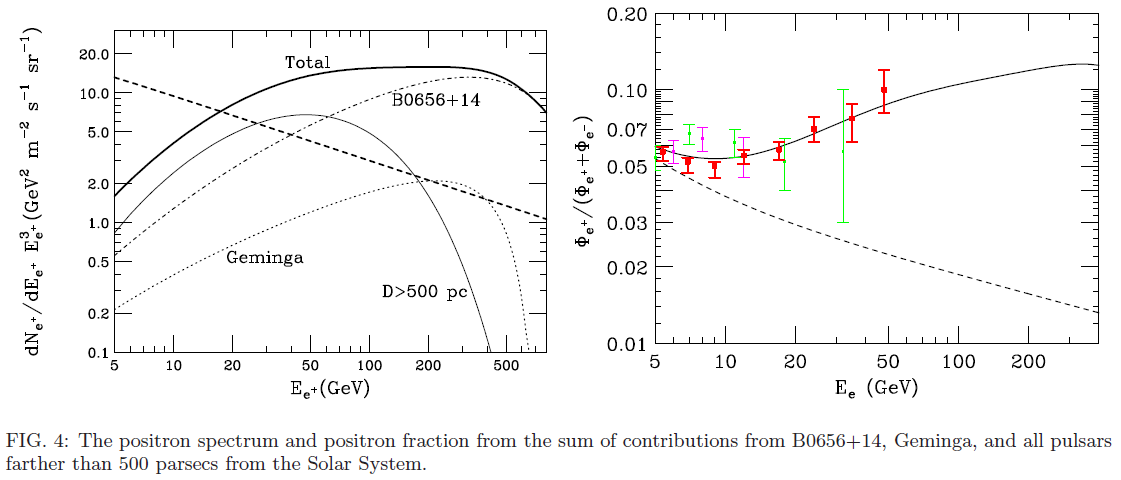 dN_e+/dE_e+ E^3_e+(GeV^2 m^-2 s^-1 sr^-1)
20.0
10.0
5.0
2.0
1.0
0.5
0.2
0.1
Total
B0656+14
Geminga
D>500 pc
5 10 20 50 100 200 500
E_e+(GeV)
Φ_e+/(Φ_e++Φ_e-)
0.20
0.10
0.07
0.05
0.03
0.02
0.01
5 10 20 50 100 200
E_e (GeV)
FIG. 4: The positron spectrum and positron fraction from the sum of contributions from B0656+14, Geminga, and all pulsars
farther than 500 parsecs from the Solar System.